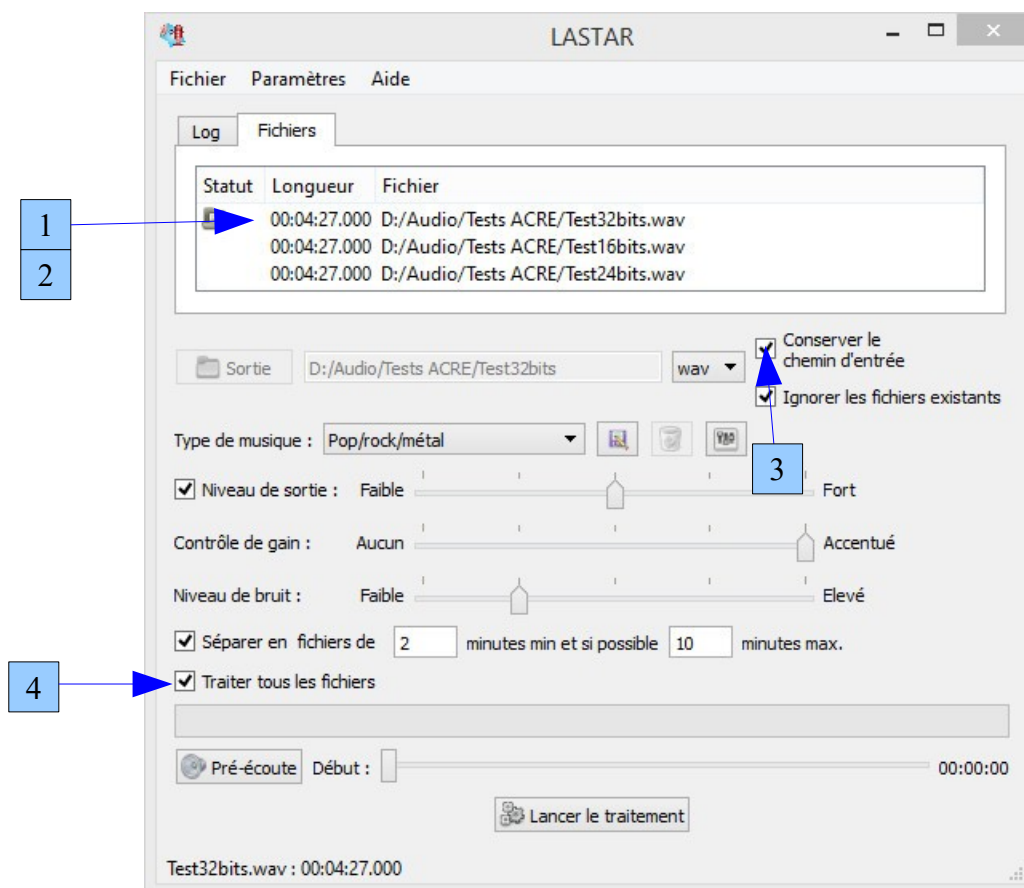 LASTAR
Fichier Paramètres Aide
Log Fichiers
Statut Longueur Fichier
1
00:04:27.000 D:/Audio/Tests ACRE/Test32bits.wav
00:04:27.000 D:/Audio/Tests ACRE/Test16bits.wav
2
00:04:27.000 D:/Audio/Tests ACRE/Test24bits.wav
Conserver le
chemin d'entrée
Sortie D:/Audio/Tests ACRE/Test32bits wav
Ignorer les fichiers existants
Type de musique : Pop/rock/métal
3
Niveau de sortie : Faible Fort
Contrôle de gain : Aucun Accentué
Niveau de bruit : Faible Elevé
Séparer en fichiers de 2 minutes min et si possible 10 minutes max.
4
Traiter tous les fichiers
Pré-écoute Début : 00:00:00
Lancer le traitement
Test32bits.wav : 00:04:27.000